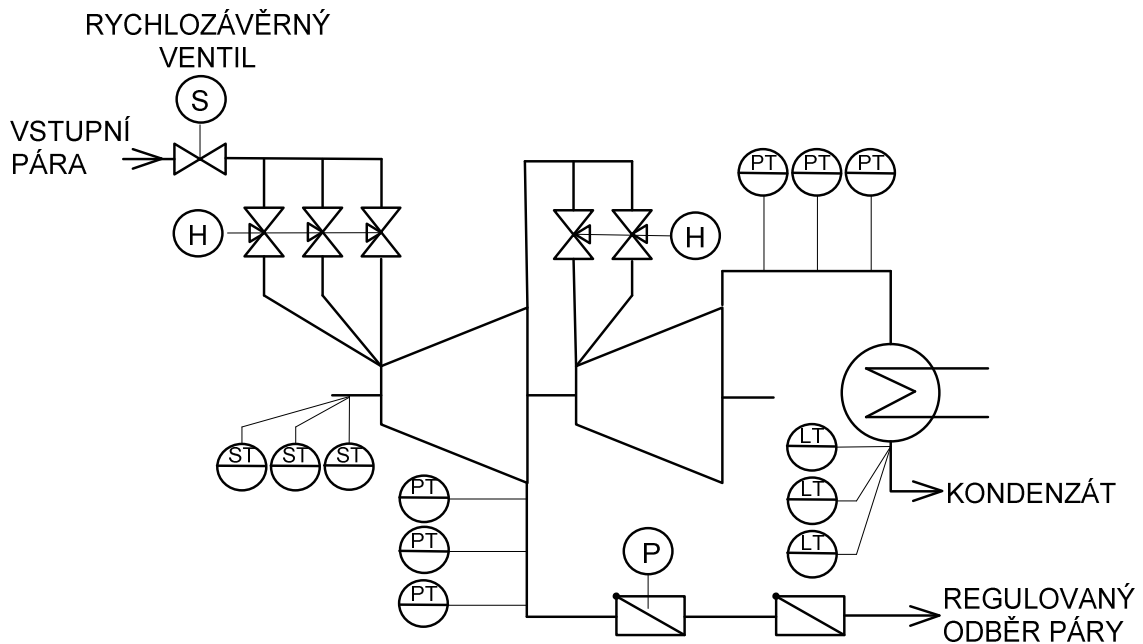 RYCHLOZÁVĚRNÝ
VENTIL
S
VSTUPNÍ
PÁRA
PT PT PT
H
H
ST ST ST
LT
LT
LT
PT
PT
PT
KONDENZÁT
P
REGULOVANÝ
ODBĚR PÁRY